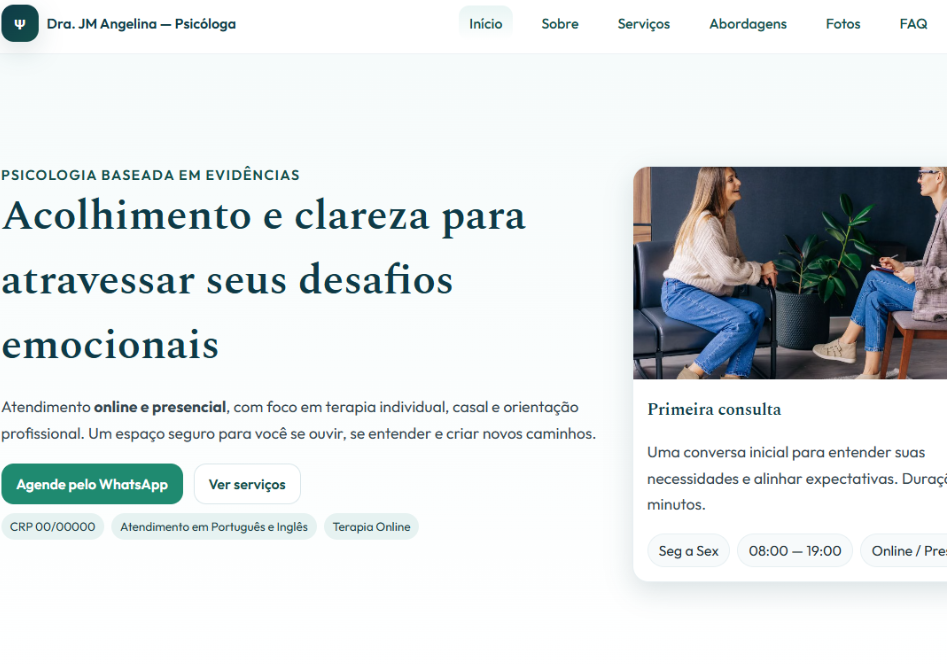 Ψ Dra. JM Angelina — Psicóloga
Início Sobre Serviços Abordagens Fotos FAQ
PSICOLOGIA BASEADA EM EVIDÊNCIAS
Acolhimento e clareza para
atravessar seus desafios
emocionais
Atendimento online e presencial, com foco em terapia individual, casal e orientação
profissional. Um espaço seguro para você se ouvir, se entender e criar novos caminhos.
Agende pelo WhatsApp Ver serviços
CRP 00/00000 Atendimento em Português e Inglês Terapia Online
Primeira consulta
Uma conversa inicial para entender suas
necessidades e alinhar expectativas.
minutos.
Seg a Sex 08:00 — 19:00 Online /